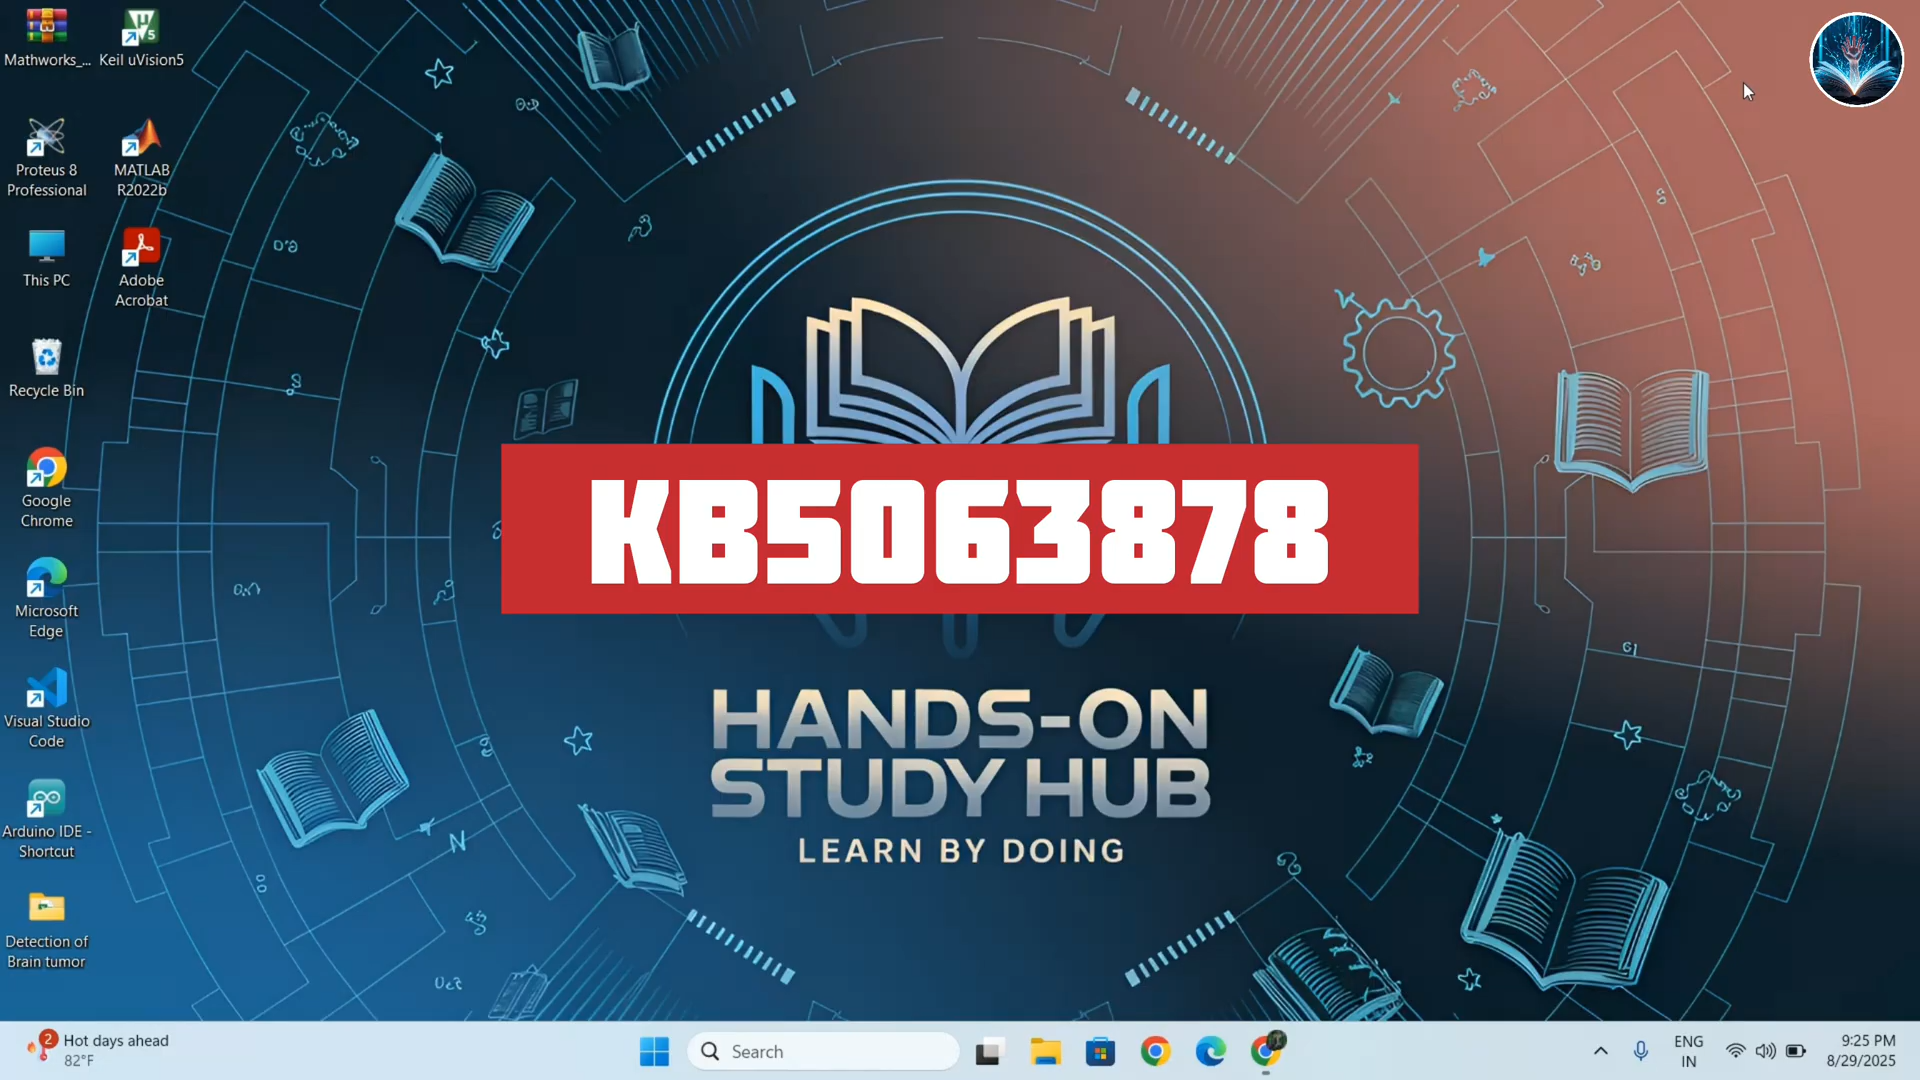 Mathworks_...
Keil uVision5
Proteus 8
Professional
MATLAB
R2022b
This PC
Adobe
Acrobat
Recycle Bin
Google
Chrome
Microsoft
Edge
Visual Studio
Code
Arduino IDE -
Shortcut
Detection of
Brain tumor
KB5063878
HANDS-ON
STUDY HUB
LEARN BY DOING
2
Hot days ahead
82°F
Search
ENG
IN
9:25 PM
8/29/2025